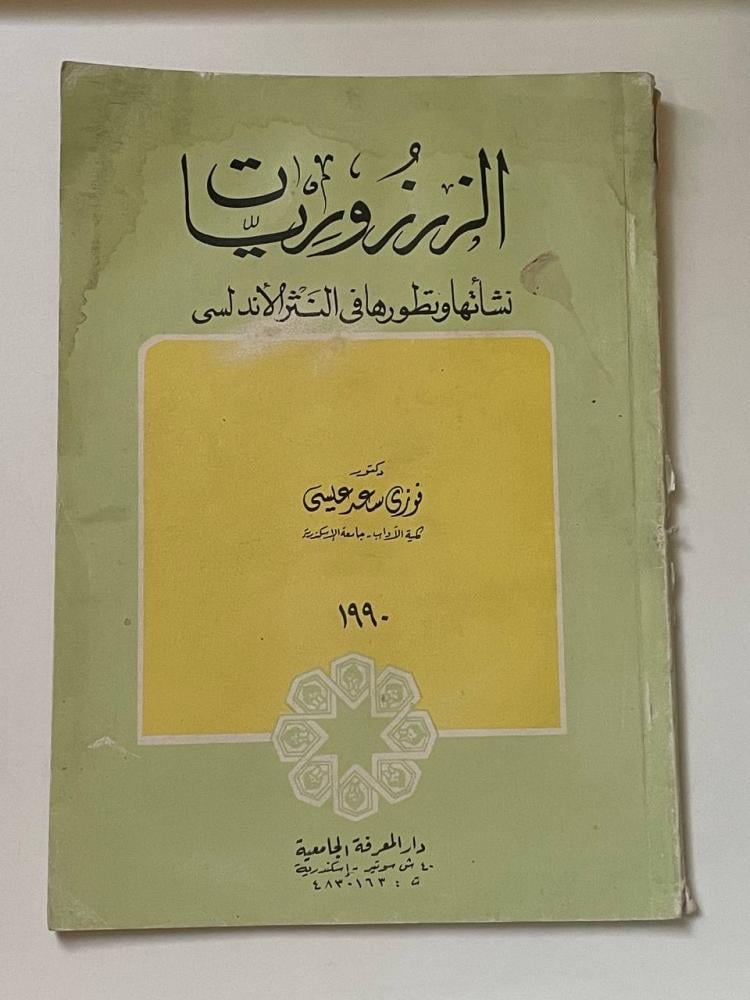 الزرزوريات
نشأتها وتطورها فى النثر الأندلسى
دكتور
فوزى سعد عيسى
كلية الآداب - جامعة الإسكندرية
١٩٩٠
دار المعرفة الجامعية
٤٠ ش سوتير - إسكندرية
ت : ٤٨٣٠١٦٣